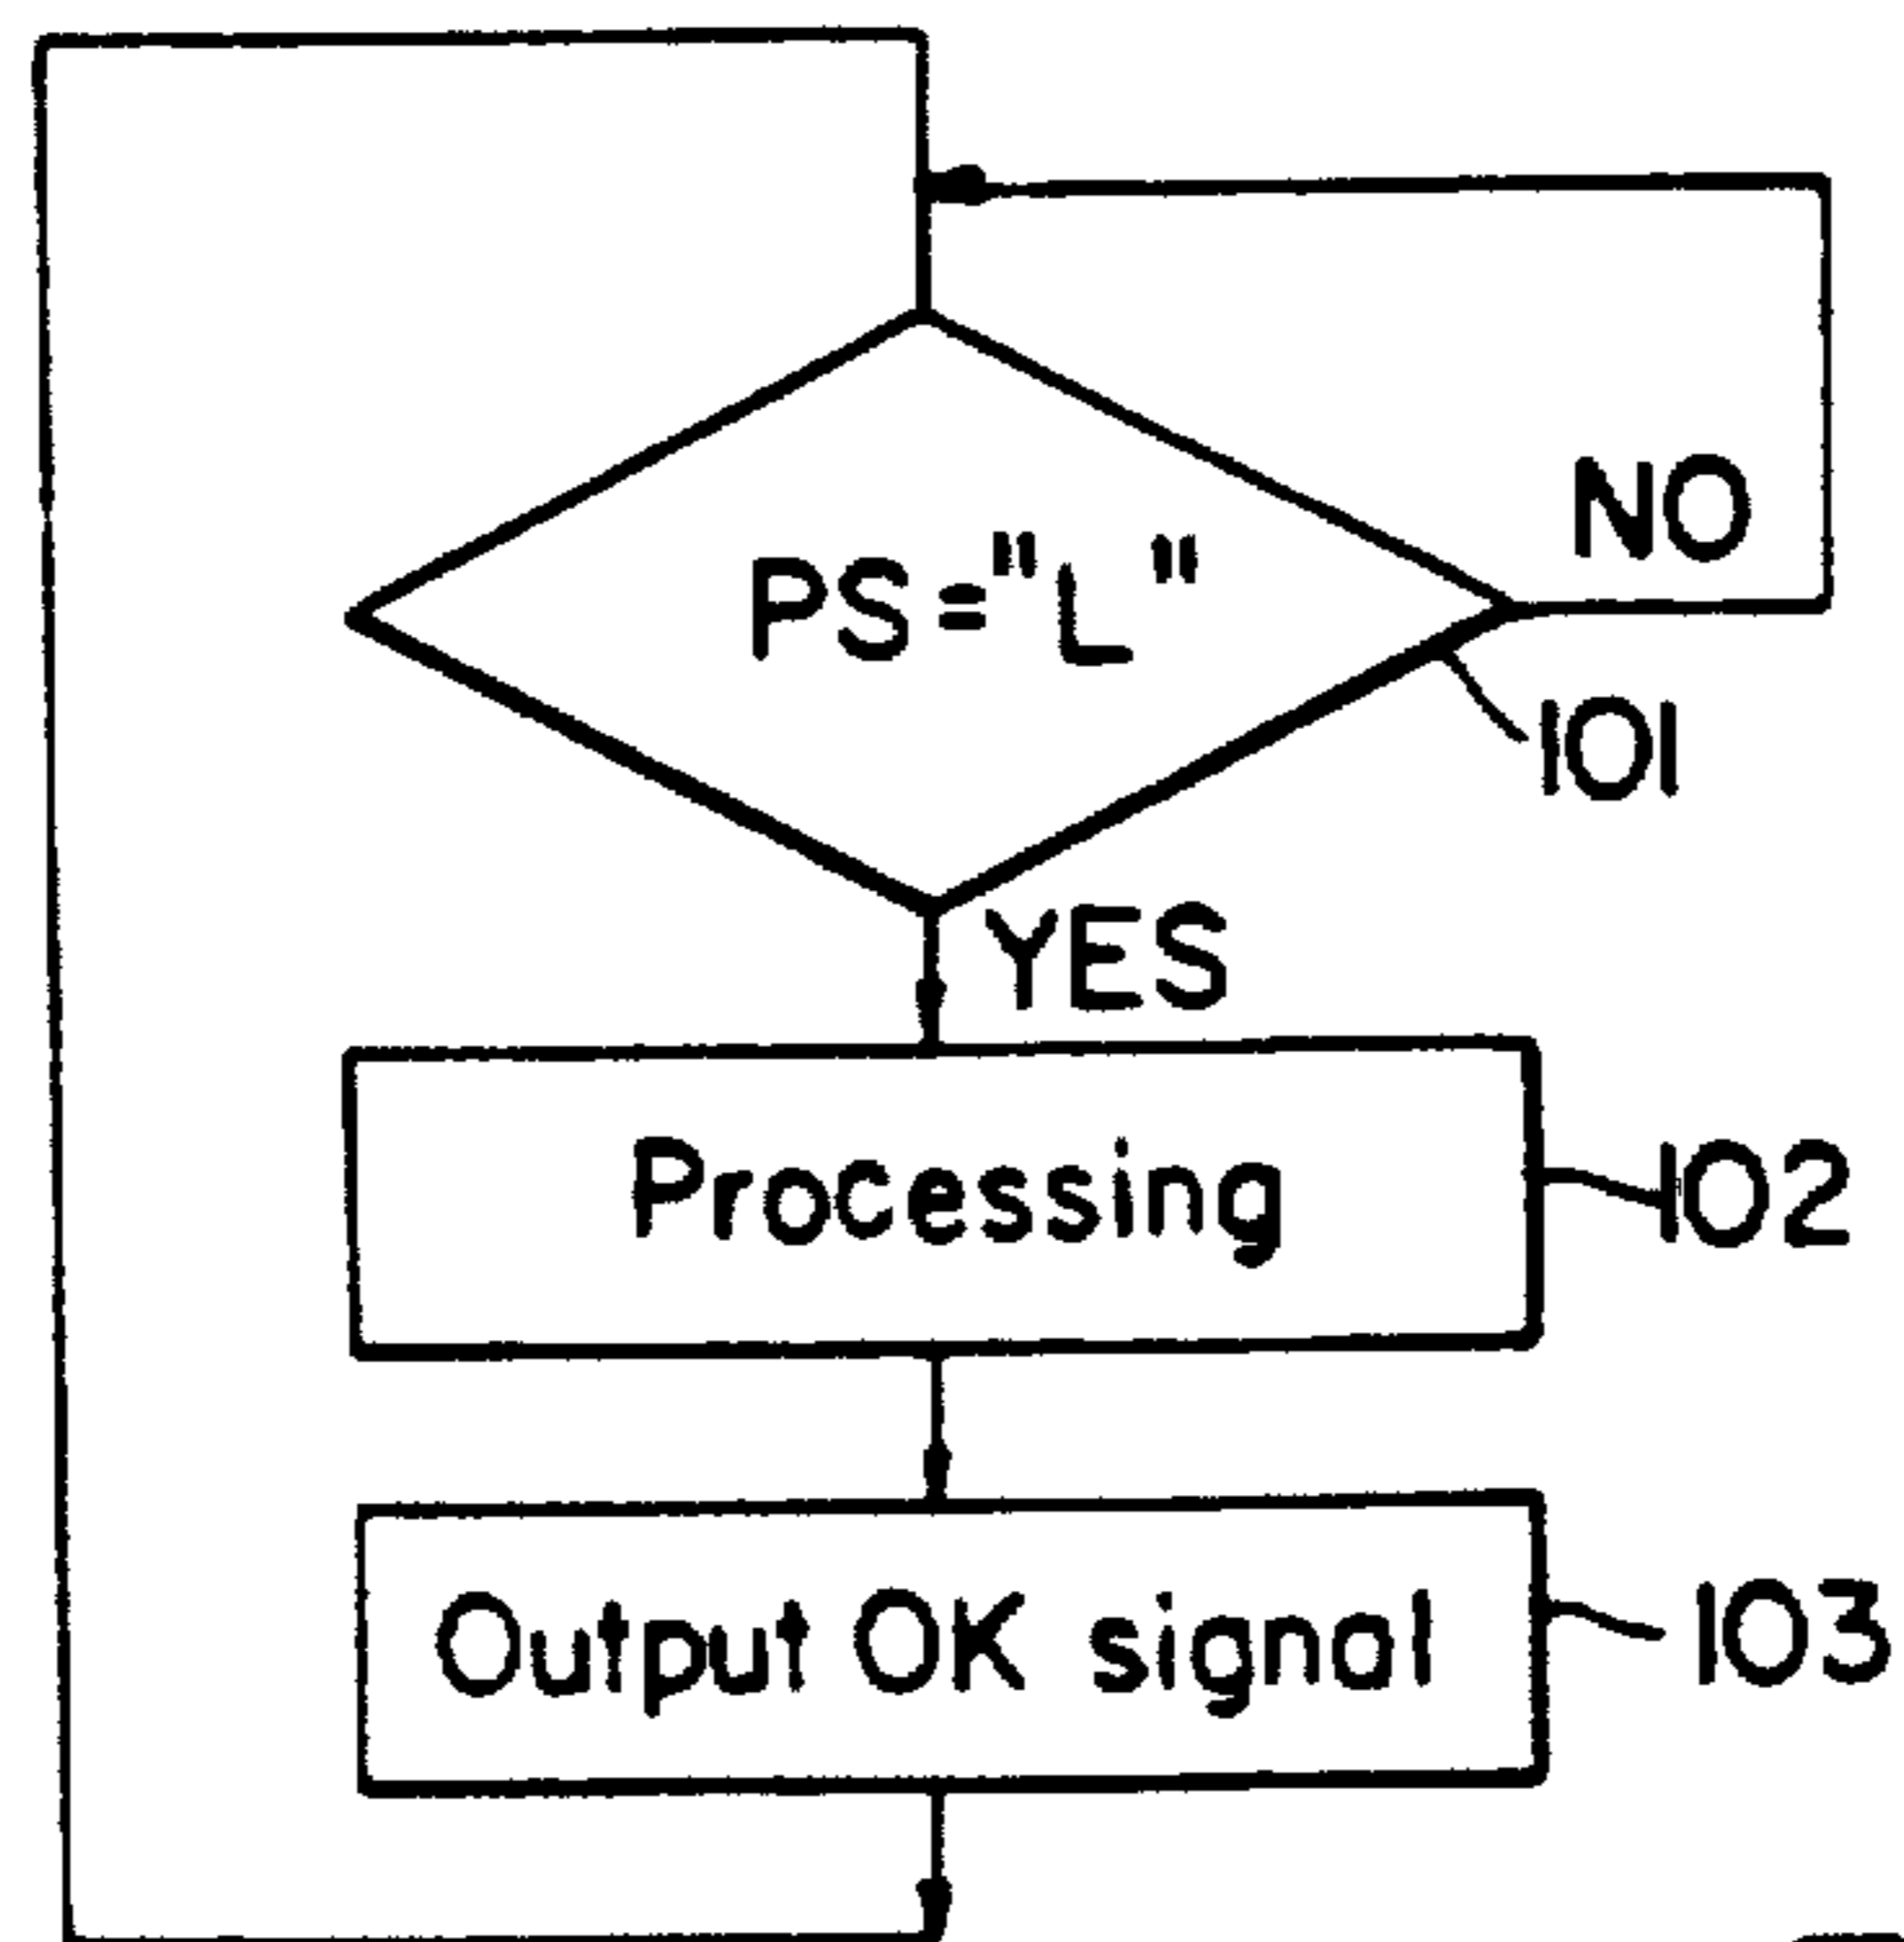 NO
PS="L"
101
YES
Processing
102
Output OK signal
103